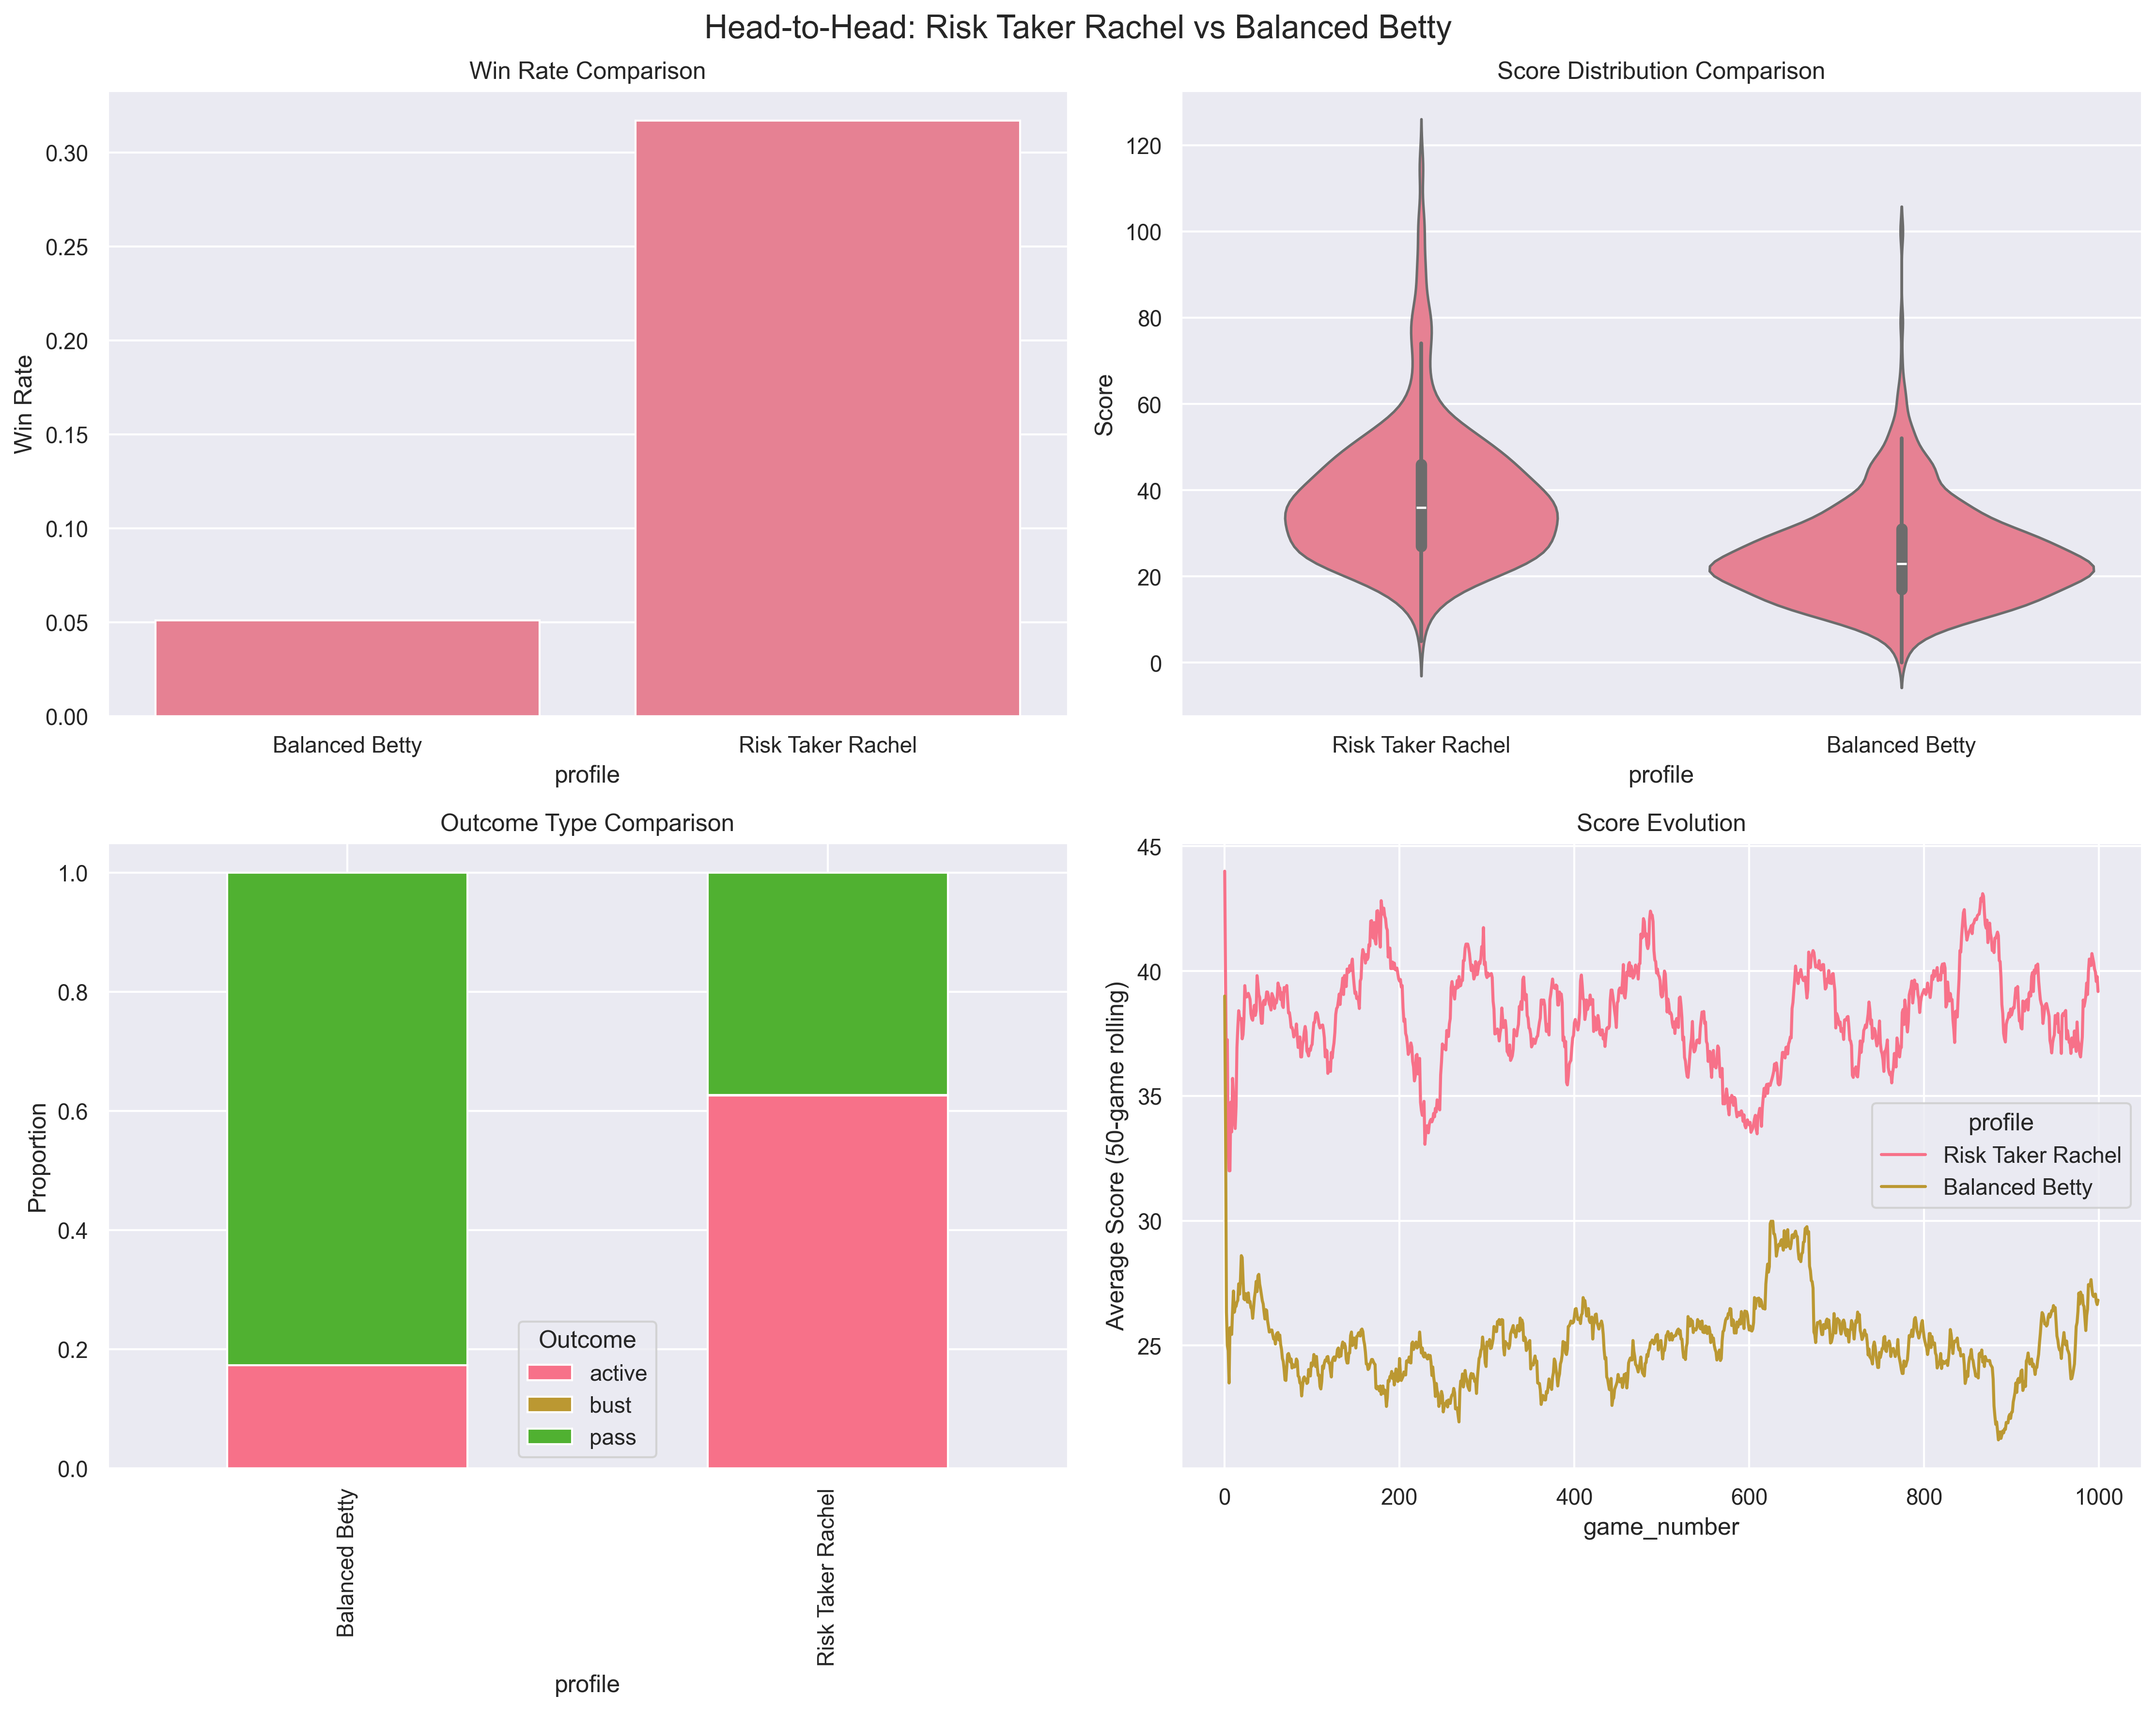 Head-to-Head: Risk Taker Rachel vs Balanced Betty
Win Rate Comparison
Win Rate
0.30
0.25
0.20
0.15
0.10
0.05
0.00
Balanced Betty
Risk Taker Rachel
profile
Score Distribution Comparison
Score
120
100
80
60
40
20
0
Risk Taker Rachel
Balanced Betty
profile
Outcome Type Comparison
Proportion
1.0
0.8
0.6
0.4
0.2
0.0
Outcome
active
bust
pass
Balanced Betty
Risk Taker Rachel
profile
Score Evolution
Average Score (50-game rolling)
45
40
35
30
25
profile
Risk Taker Rachel
Balanced Betty
0
200
400
600
800
1000
game_number